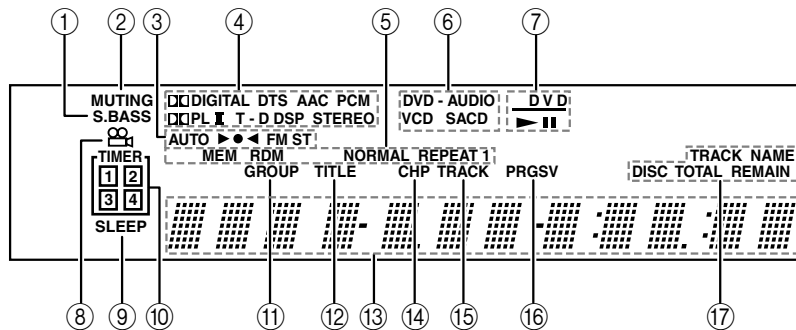 ① ② ③ ④ ⑤ ⑥ ⑦
MUTING
S.BASS
DIGITAL DTS AAC PCM
PL II T-D DSP STEREO
DVD-AUDIO
VCD SACD
DVD
AUTO ►●◄ FM ST
MEM RDM NORMAL REPEAT 1
TRACK NAME
TIMER
GROUP TITLE CHP TRACK PRGSV
DISC TOTAL REMAIN
1 2
3 4
SLEEP
⑧ ⑨ ⑩ ⑪ ⑫ ⑬ ⑭ ⑮ ⑯ ⑰